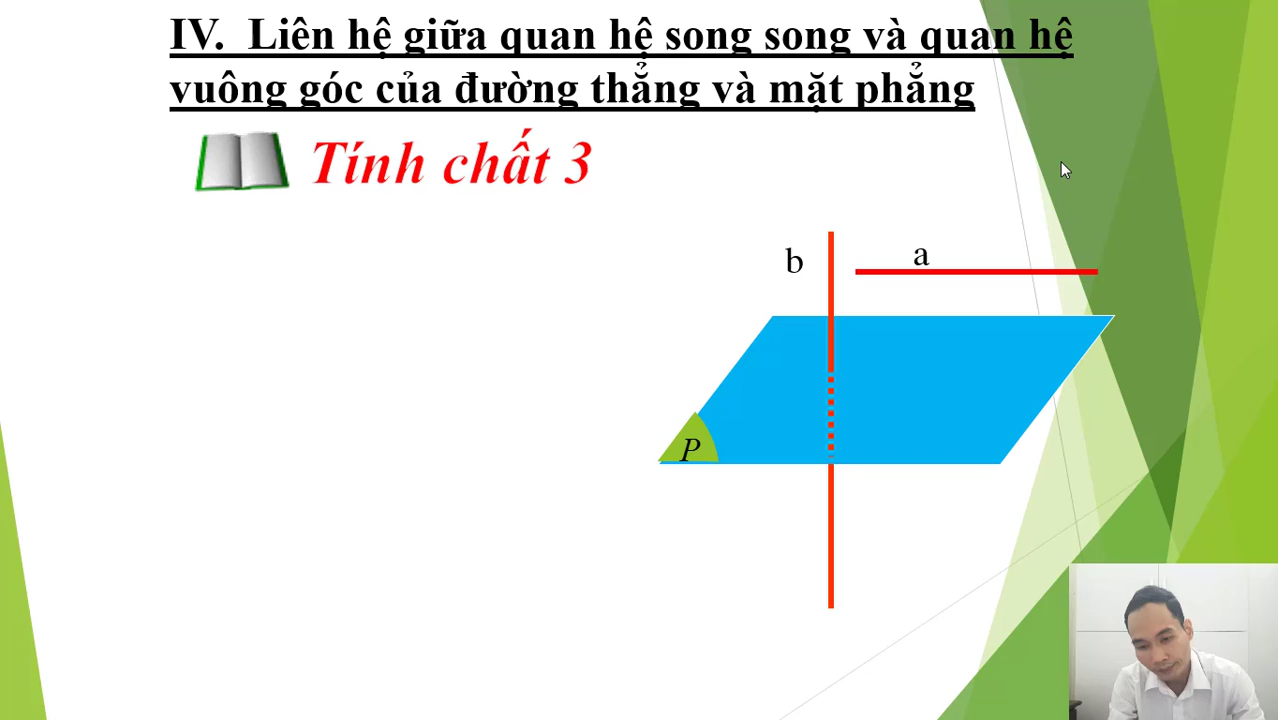 IV. Liên hệ giữa quan hệ song song và quan hệ
vuông góc của đường thẳng và mặt phẳng
Tính chất 3
b
a
P